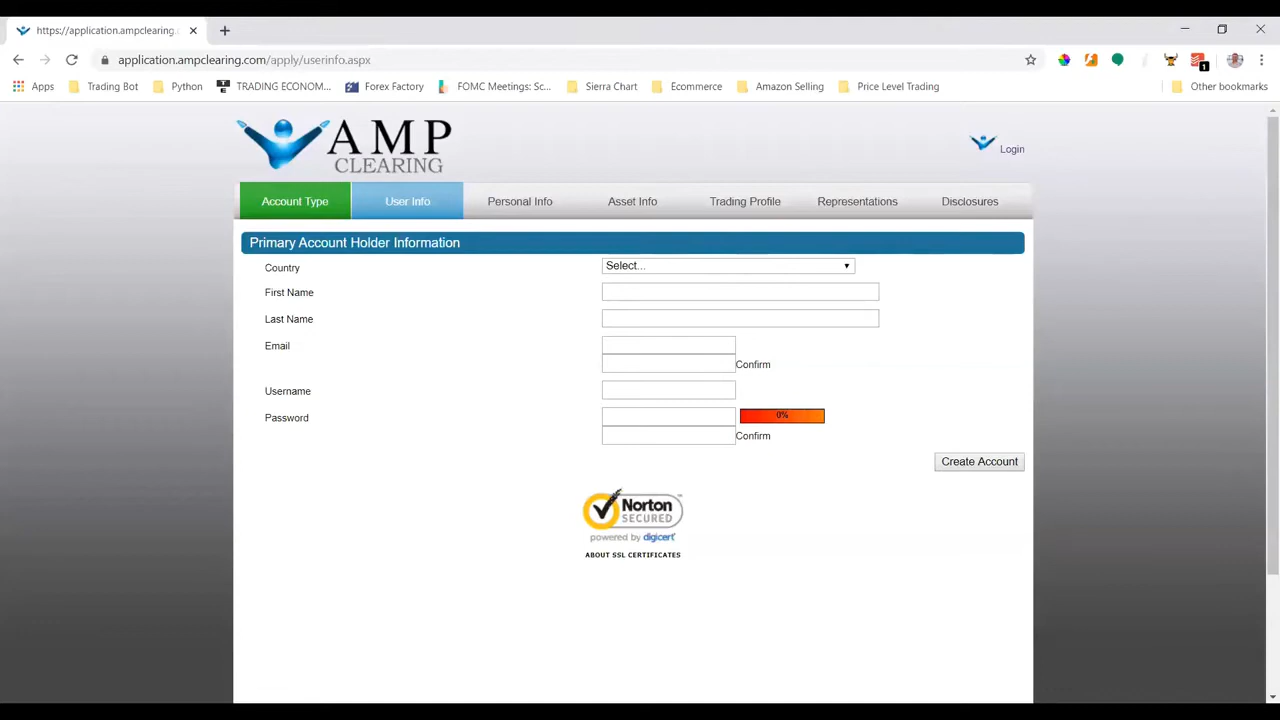 https://application.ampclearing.
application.ampclearing.com/apply/userinfo.aspx
1
Apps Trading Bot Python TRADING ECONOM... Forex Factory FOMC Meetings: Sc... Sierra Chart Ecommerce Amazon Selling Price Level Trading Other bookmarks
AMP
CLEARING
Login
Account Type User Info Personal Info Asset Info Trading Profile Representations Disclosures
Primary Account Holder Information
Country Select...
First Name
Last Name
Email
Confirm
Username
Password 0%
Confirm
Create Account
Norton
SECURED
powered by digicert
ABOUT SSL CERTIFICATES